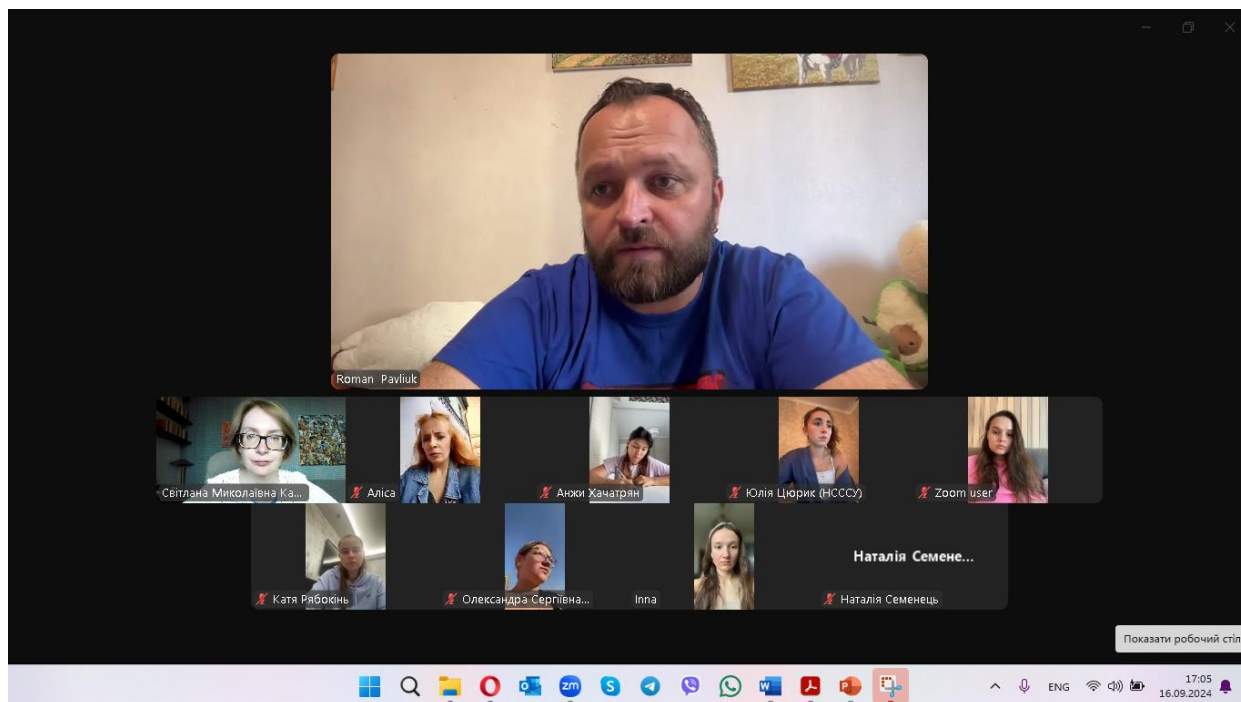 Roman Pavliuk
Світлана Миколаївна Ка...
Аліса
Анжи Хачатрян
Юлія Цюрик (НСССУ)
Zoom user
Наталія Семене...
Катя Рябокінь
Олександра Сергіївна...
Inna
Наталія Семенець
Показати робочий стіл
zm
ENG
17:05
16.09.2024